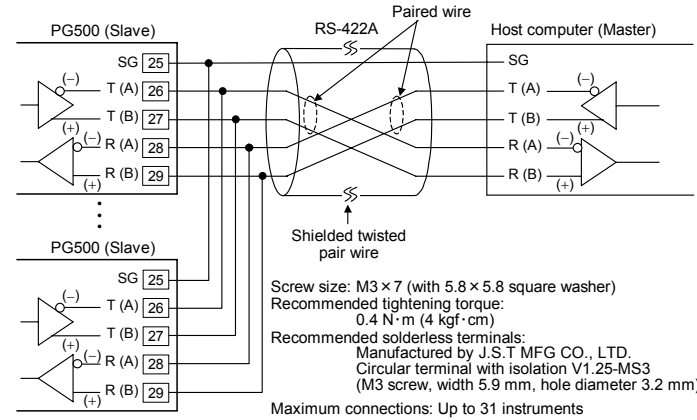 Paired wire
PG500 (Slave)
RS-422A
Host computer (Master)
SG 25
SG
(−)
T (A) 26
T (A)
(−)
T (B) 27
T (B)
(+)
(+)
(−)
R (A) 28
R (A)
(−)
R (B) 29
R (B)
(+)
(+)
Shielded twisted
pair wire
PG500 (Slave)
SG 25
(−)
T (A) 26
T (B) 27
(+)
(−)
R (A) 28
R (B) 29
(+)
Screw size: M3 × 7 (with 5.8 × 5.8 square washer)
Recommended tightening torque:
0.4 N·m (4 kgf·cm)
Recommended solderless terminals:
Manufactured by J.S.T MFG CO., LTD.
Circular terminal with isolation V1.25-MS3
(M3 screw, width 5.9 mm, hole diameter 3.2 mm)
Maximum connections: Up to 31 instruments